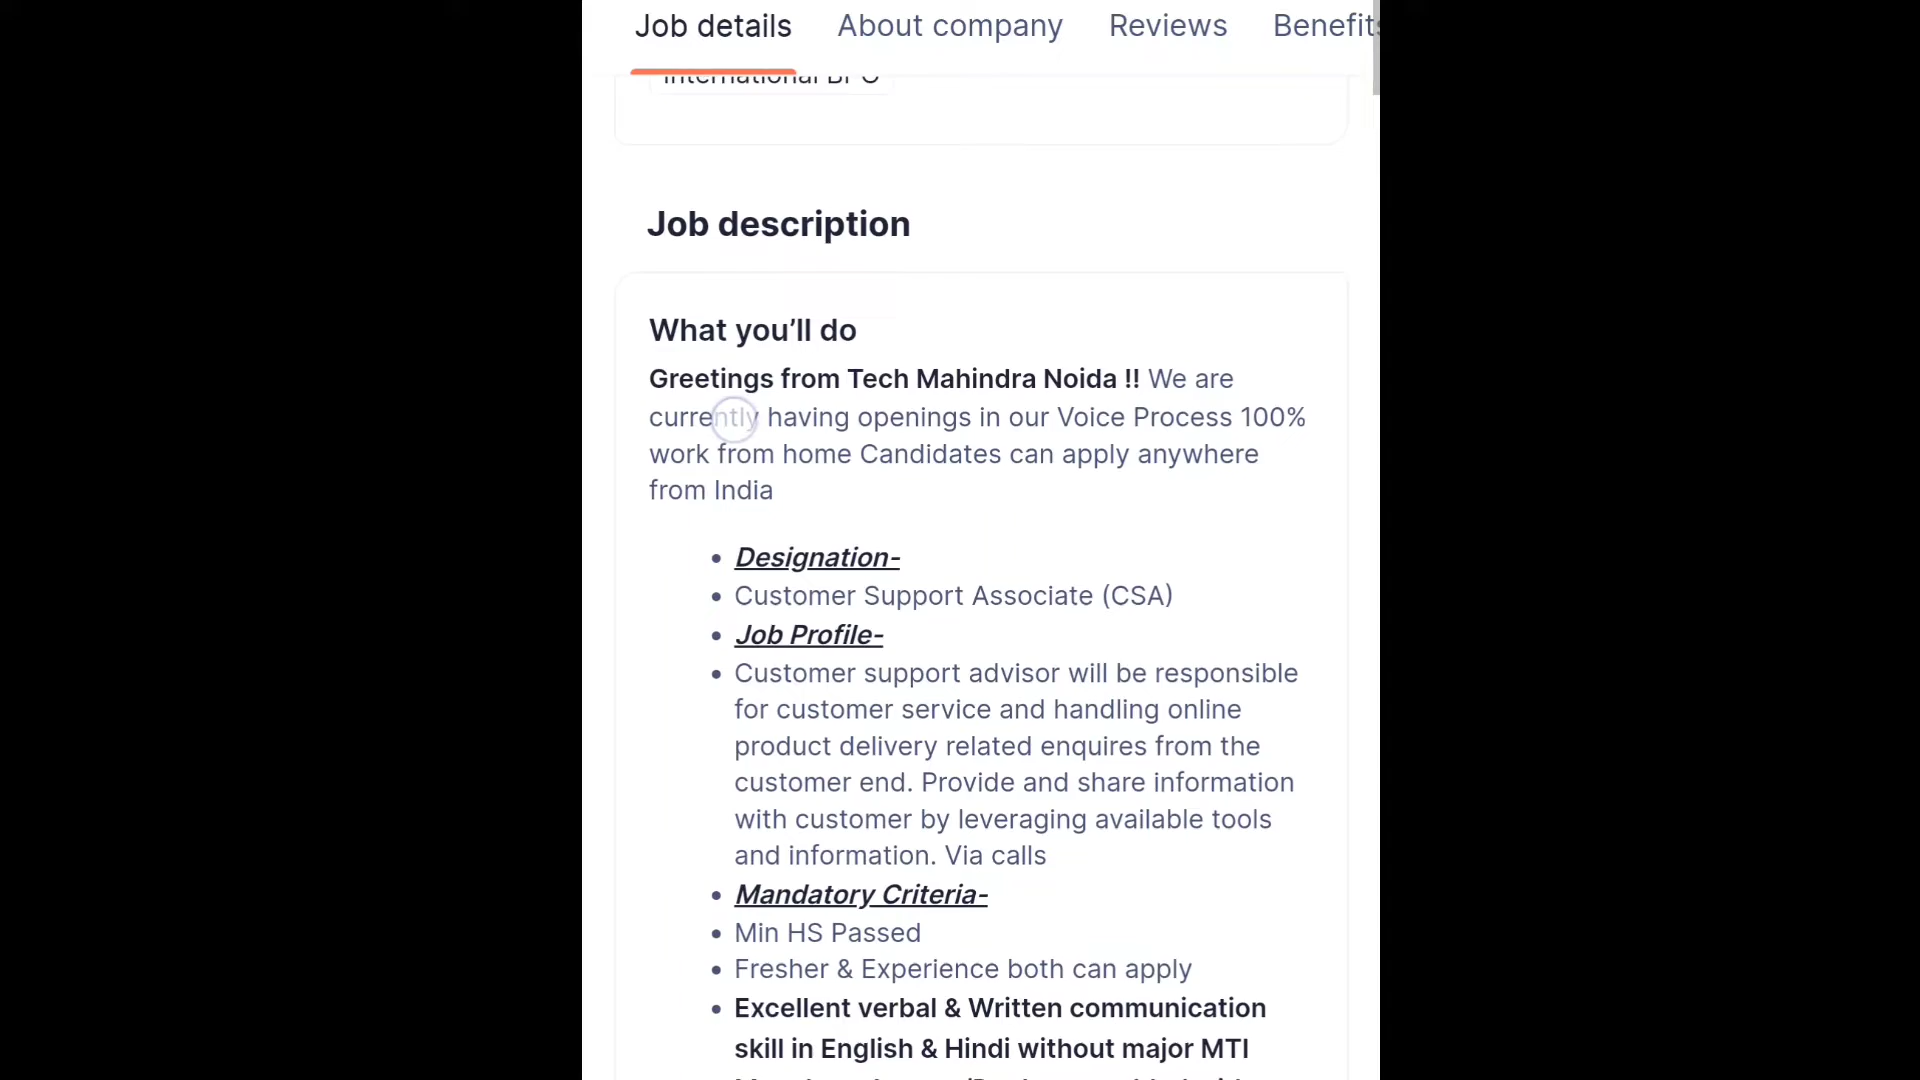 Job details About company Reviews Benefits
International BPO
Job description
What you’ll do
Greetings from Tech Mahindra Noida !! We are
currently having openings in our Voice Process 100%
work from home Candidates can apply anywhere
from India
• Designation-
• Customer Support Associate (CSA)
• Job Profile-
• Customer support advisor will be responsible
for customer service and handling online
product delivery related enquires from the
customer end. Provide and share information
with customer by leveraging available tools
and information. Via calls
• Mandatory Criteria-
• Min HS Passed
• Fresher & Experience both can apply
• Excellent verbal & Written communication
skill in English & Hindi without major MTI